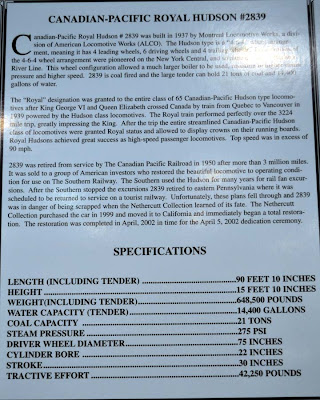 CANADIAN-PACIFIC ROYAL HUDSON #2839
Canadian-Pacific Royal Hudson # 2839 was built in 1937 by Montreal Locomotive Works, a divi-
sion of American Locomotive Works (ALCO). The Hudson type is a
ment, meaning it has 4 leading wheels, 6 driving wheels and 4 trailing
the 4-6-4 wheel arrangement were pioneered on the New York Central, and
River Line. This wheel configuration allowed a much larger boiler to be used,
pressure and higher speed. 2839 is coal fired and the large tender can hold 21 tons of coal and
gallons of water.
The "Royal" designation was granted to the entire class of 65 Canadian-Pacific Hudson type locomo-
tives after King George VI and Queen Elizabeth crossed Canada by train from Quebec to Vancouver in
1939 powered by the Hudson class locomotives. The Royal train performed perfectly over the 3224
mile trip, greatly impressing the King. After the trip the entire streamlined Canadian-Pacific Hudson
class of locomotives were granted Royal status and allowed to display crowns on their running boards.
Royal Hudsons achieved great success as high-speed passenger locomotives. Top speed was in excess of
90 mph.
2839 was retired from service by The Canadian Pacific Railroad in 1950 after more than 3 million miles.
It was sold to a group of American investors who restored the beautiful locomotive to operating condi-
tion for use on The Southern Railway. The Southern used the Hudson for many years for rail fan excur-
sions. After the Southern stopped the excursions 2839 retired to eastern Pennsylvania where it was
scheduled to be returned to service on a tourist railway. Unfortunately, these plans fell through and 2839
was in danger of being scrapped when the Nethercutt Collection learned of its fate. The Nethercutt
Collection purchased the car in 1999 and moved it to California and immediately began a total restora-
tion. The restoration was completed in April, 2002 in time for the April 5, 2002 dedication ceremony.
SPECIFICATIONS
LENGTH (INCLUDING TENDER) ...............90 FEET 10 INCHES
HEIGHT ...............15 FEET 10 INCHES
WEIGHT(INCLUDING TENDER)...............648,500 POUNDS
WATER CAPACITY (TENDER)...............14,400 GALLONS
COAL CAPACITY ...............21 TONS
STEAM PRESSURE ...............275 PSI
DRIVER WHEEL DIAMETER...............75 INCHES
CYLINDER BORE ...............22 INCHES
STROKE...............30 INCHES
TRACTIVE EFFORT ...............42,250 POUNDS